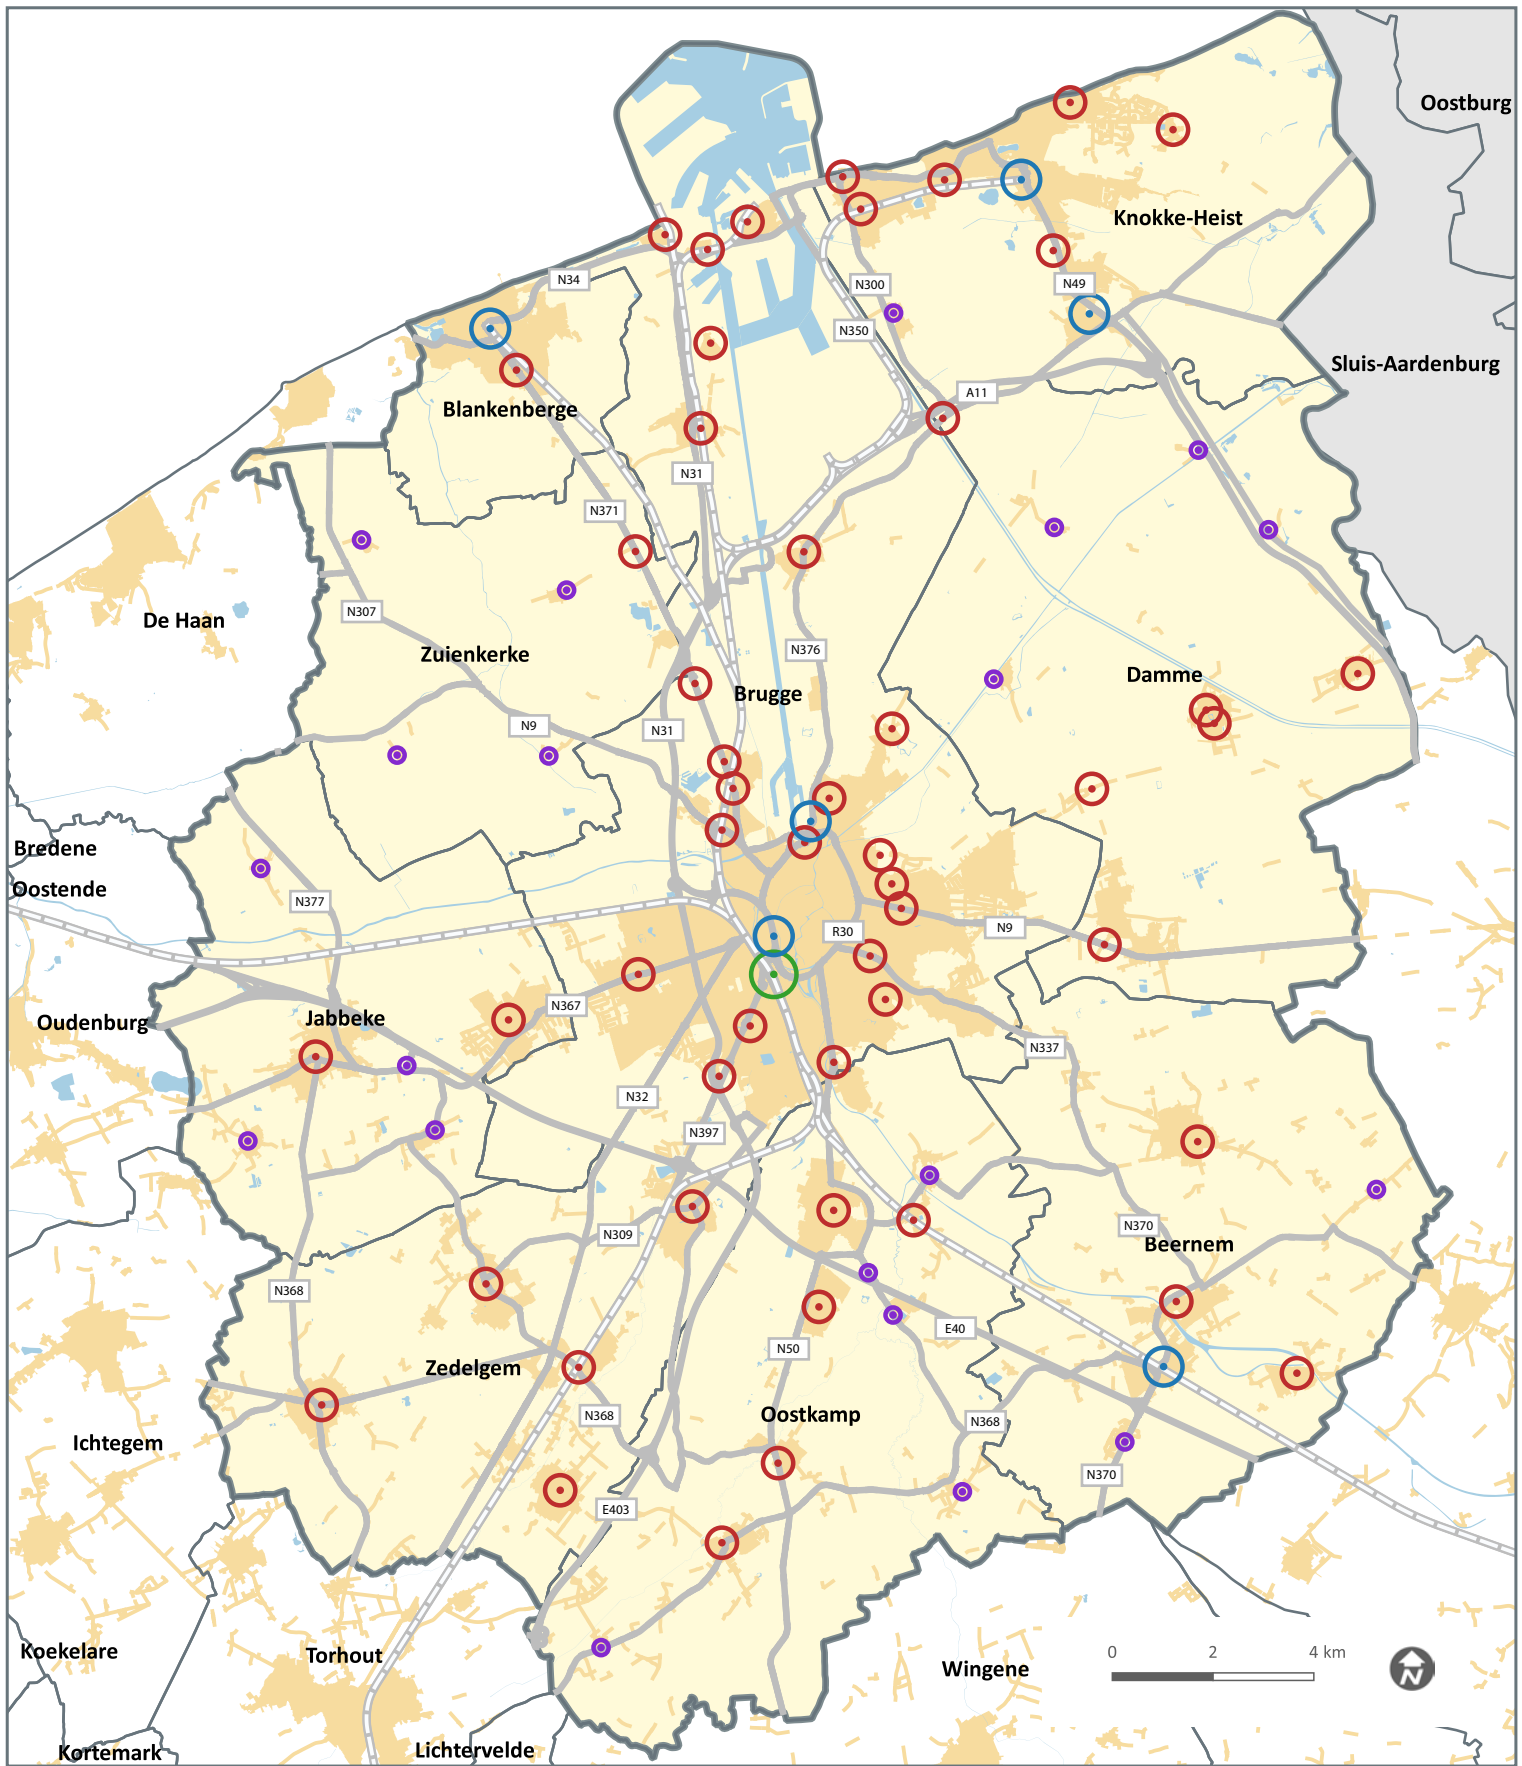 Oostburg
Knokke-Heist
N34
N300
N49
N350
Sluis-Aardenburg
A11
Blankenberge
N31
N371
N307
De Haan
Zuienkerke
N376
Damme
Brugge
N9
N31
Bredene
Oostende
N377
N9
R30
N367
Jabbeke
Oudenburg
N337
N32
N397
N370
N309
Beernem
N368
E40
N50
Zedelgem
Oostkamp
N368
N368
Ichtegem
N370
E403
Koekelare
Torhout
0 2 4 km
Wingene
N
Lichtervelde
Kortemark